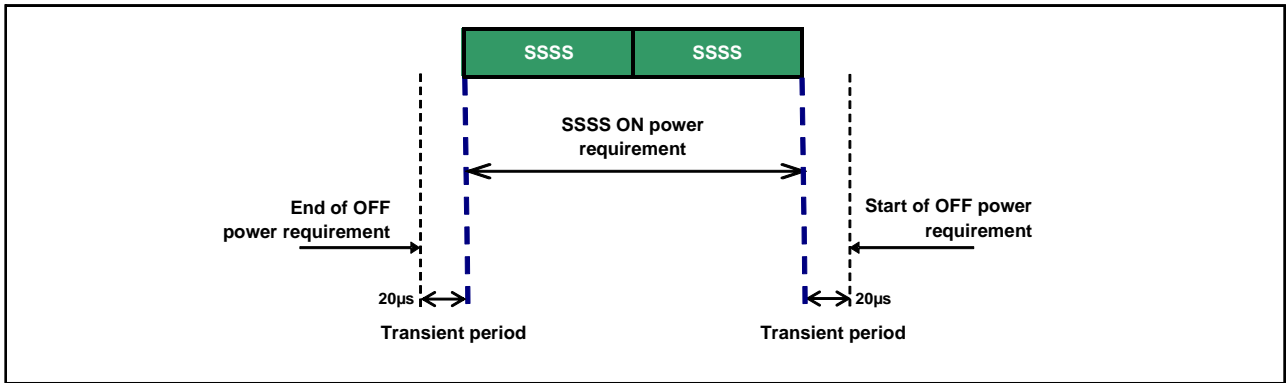 SSSS SSSS
SSSS ON power
requirement
End of OFF
power requirement
Start of OFF power
requirement
20µs
20µs
Transient period
Transient period